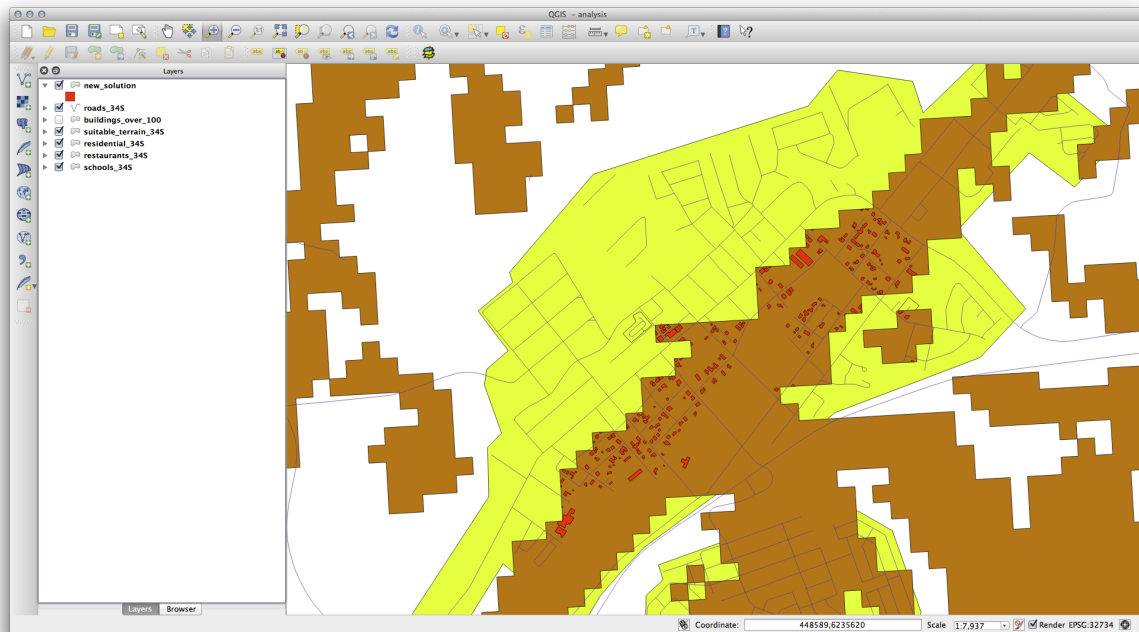 QGIS - analysis
Layers
new_solution
roads_34S
buildings_over_100
suitable_terrain_34S
residential_34S
restaurants_34S
schools_34S
Layers Browser
Coordinate: 448589,6235620 Scale 1:7,937 Render EPSG:32734